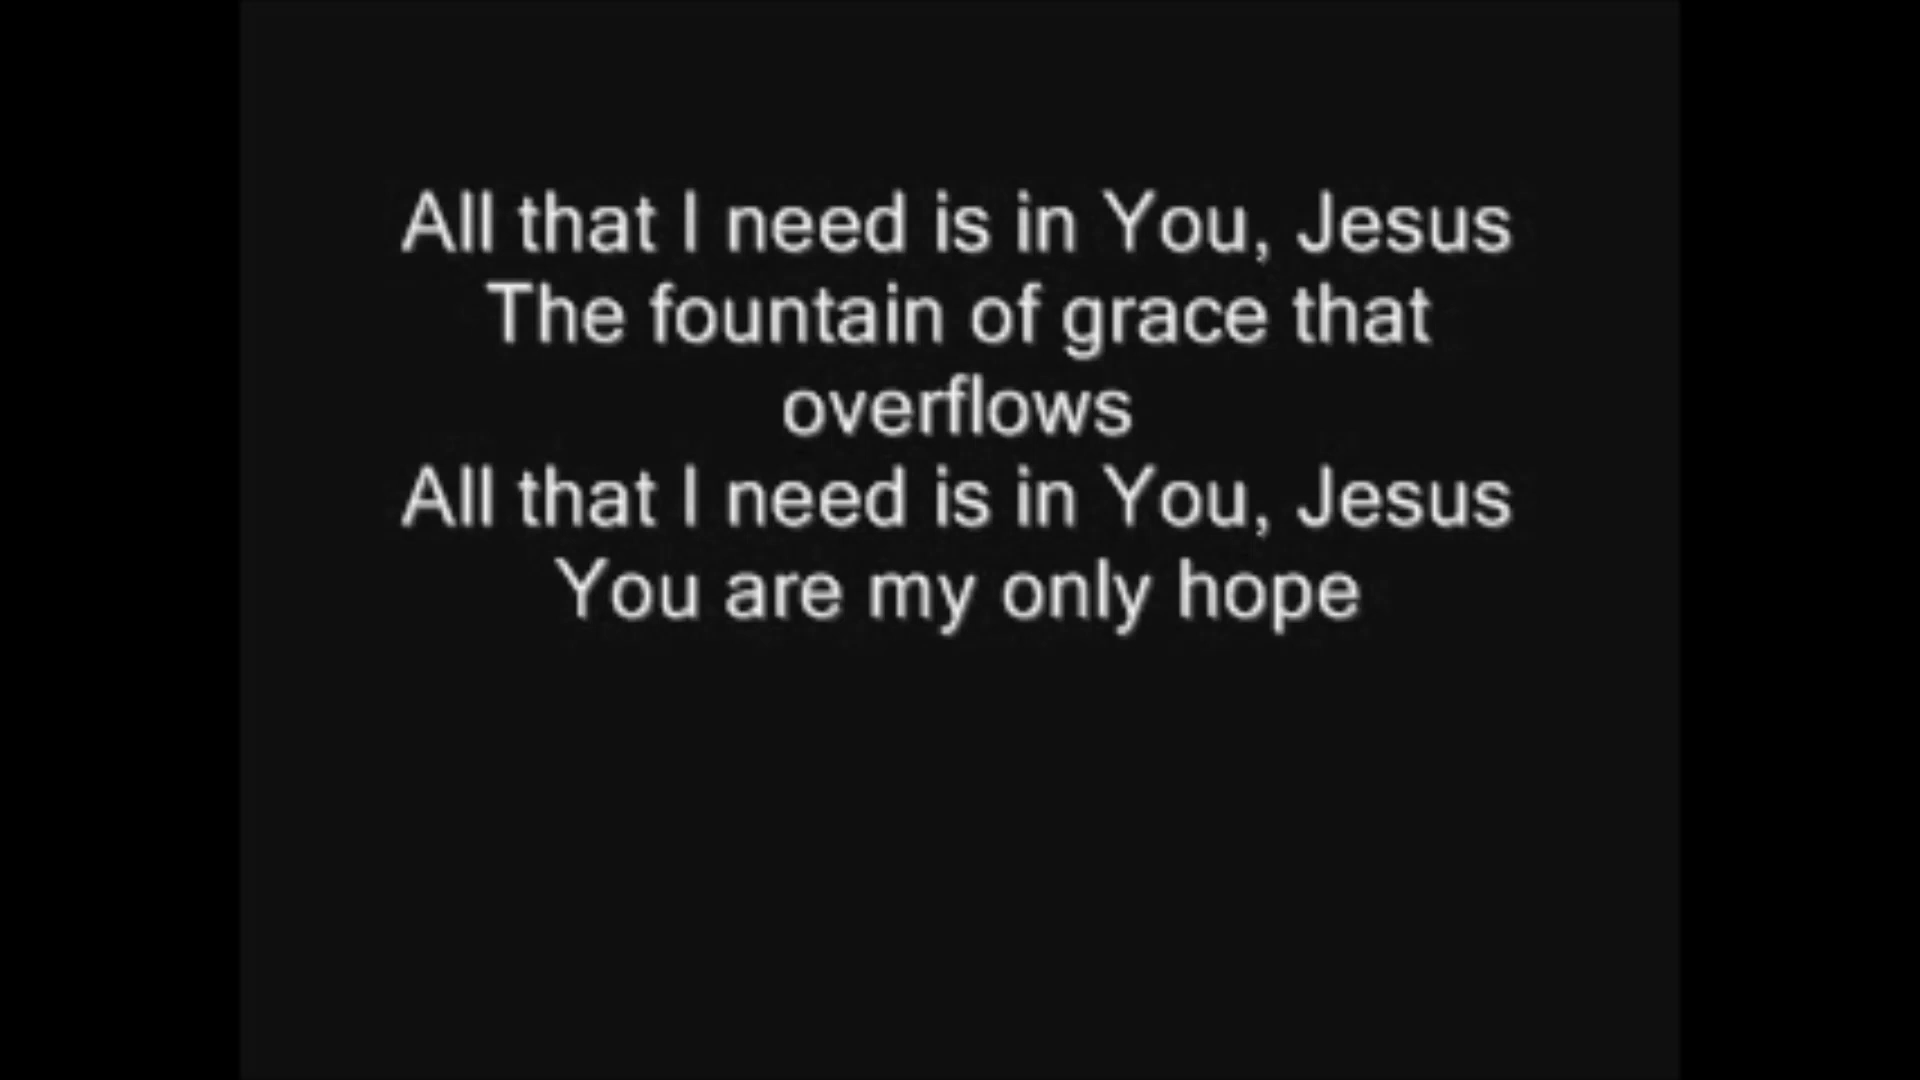 All that I need is in You, Jesus
The fountain of grace that
overflows
All that I need is in You, Jesus
You are my only hope